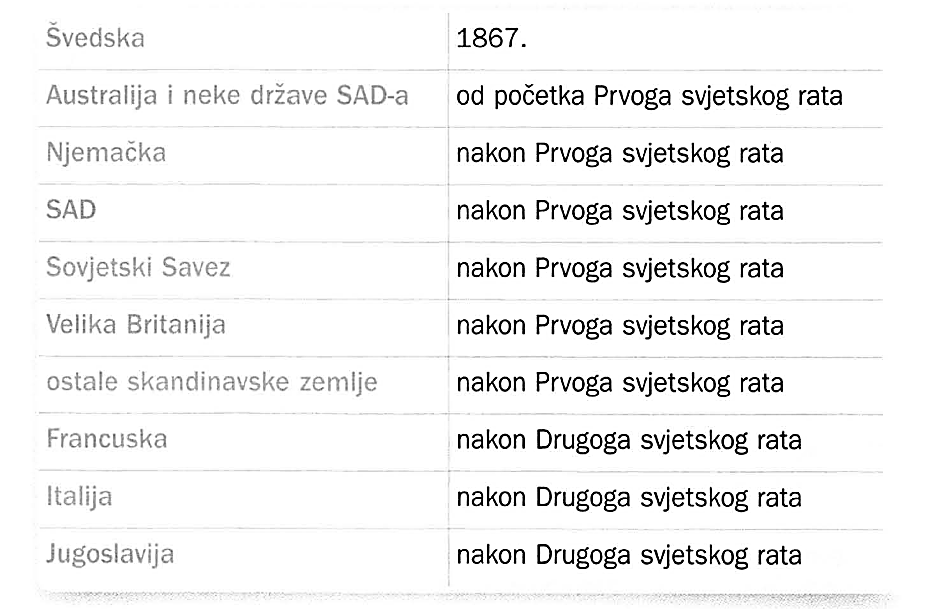 Švedska 1867.
Australija i neke države SAD-a od početka Prvoga svjetskog rata
Njemačka nakon Prvoga svjetskog rata
SAD nakon Prvoga svjetskog rata
Sovjetski Savez nakon Prvoga svjetskog rata
Velika Britanija nakon Prvoga svjetskog rata
ostale skandinavske zemlje nakon Prvoga svjetskog rata
Francuska nakon Drugoga svjetskog rata
Italija nakon Drugoga svjetskog rata
Jugoslavija nakon Drugoga svjetskog rata